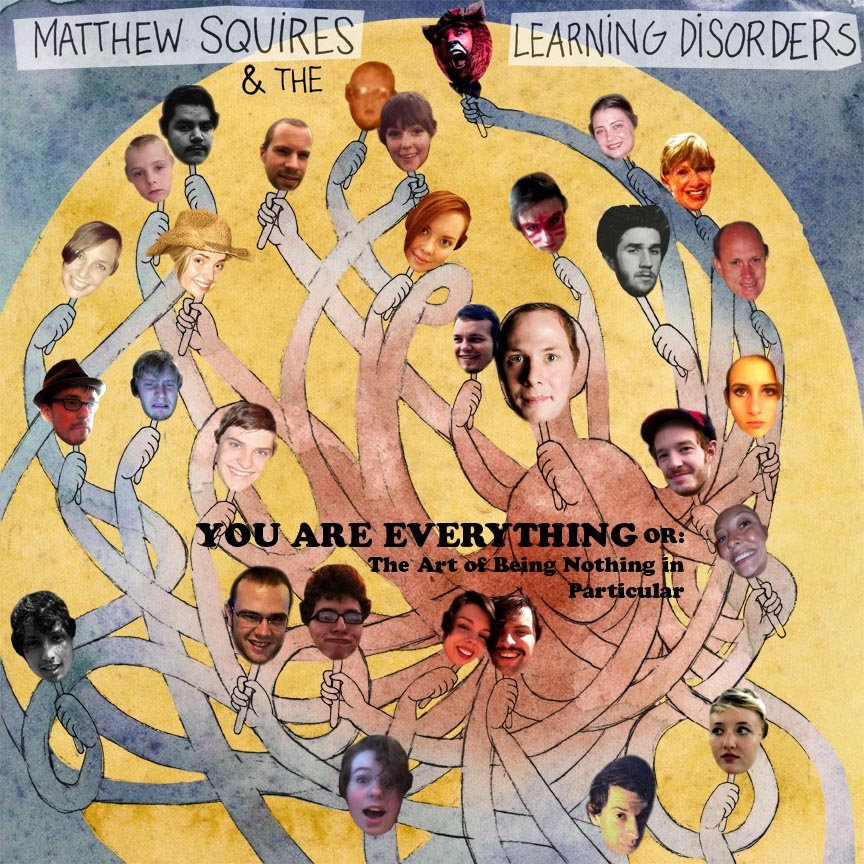 MATTHEW SQUIRES
& THE
LEARNING DISORDERS
YOU ARE EVERYTHING OR:
The Art of Being Nothing in
Particular